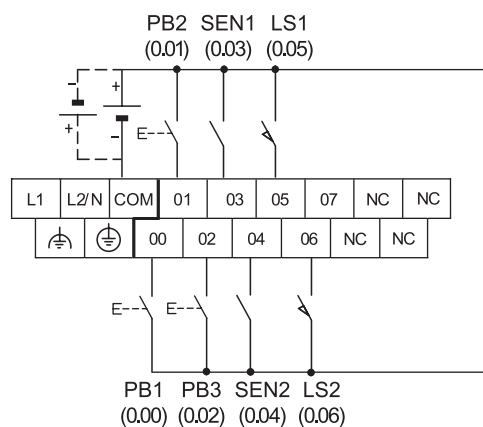 PB2 SEN1 LS1
(0.01) (0.03) (0.05)
- +
+ -
E
L1 L2/N COM 01 03 05 07 NC NC
00 02 04 06 NC NC
E E
PB1 PB3 SEN2 LS2
(0.00) (0.02) (0.04) (0.06)